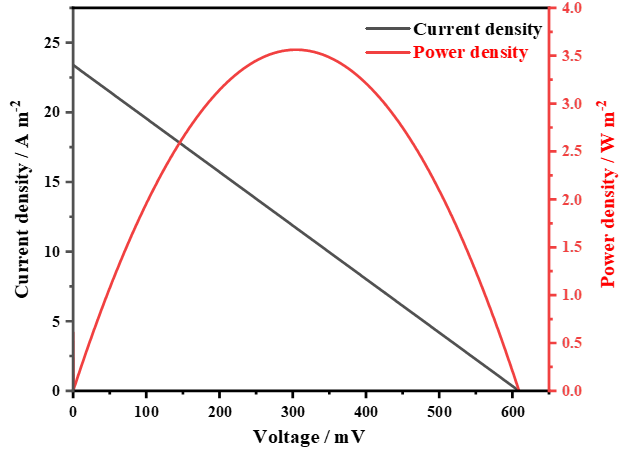 Current density
Power density
Current density / A m-2
25
20
15
10
5
0
4.0
3.5
3.0
2.5
2.0
1.5
1.0
0.5
0.0
Power density / W m-2
0 100 200 300 400 500 600
Voltage / mV